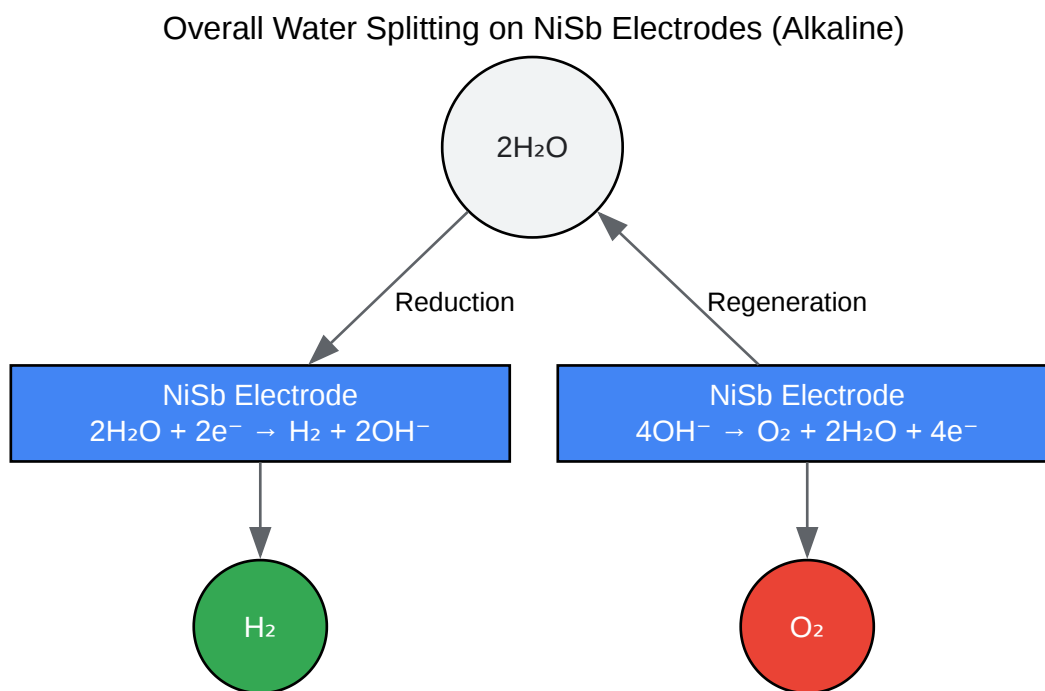 Overall Water Splitting on NiSb Electrodes (Alkaline)
2H₂O
Reduction
Regeneration
NiSb Electrode
2H₂O + 2e⁻ → H₂ + 2OH⁻
NiSb Electrode
4OH⁻ → O₂ + 2H₂O + 4e⁻
H₂
O₂